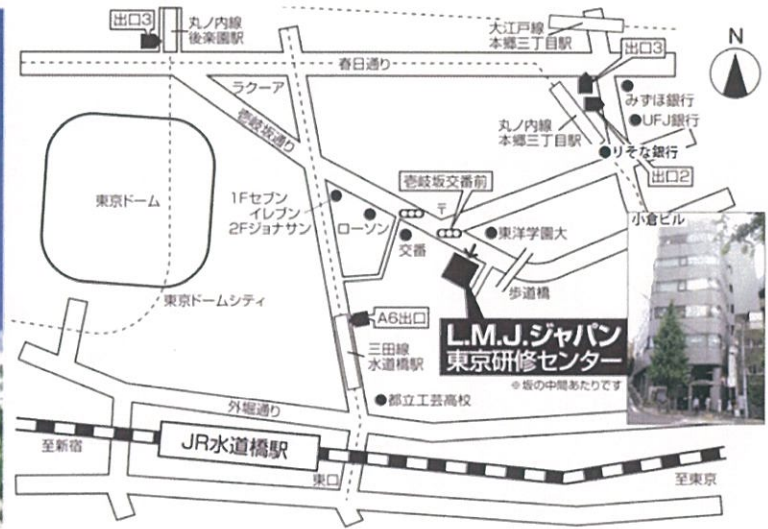 出口3
丸ノ内線
後楽園駅
大江戸線
本郷三丁目駅
出口3
N
春日通り
ラクーア
壱岐坂通り
みずほ銀行
UFJ銀行
丸ノ内線
本郷三丁目駅
りそな銀行
出口2
東京ドーム
1Fセブン
イレブン
2Fジョナサン
ローソン
壱岐坂交番前
〒
交番
東洋学園大
小倉ビル
歩道橋
東京ドームシティ
A6出口
三田線
水道橋駅
L.M.J.ジャパン
東京研修センター
※坂の中間あたりです
都立工芸高校
外堀通り
至新宿
JR水道橋駅
東口
至東京